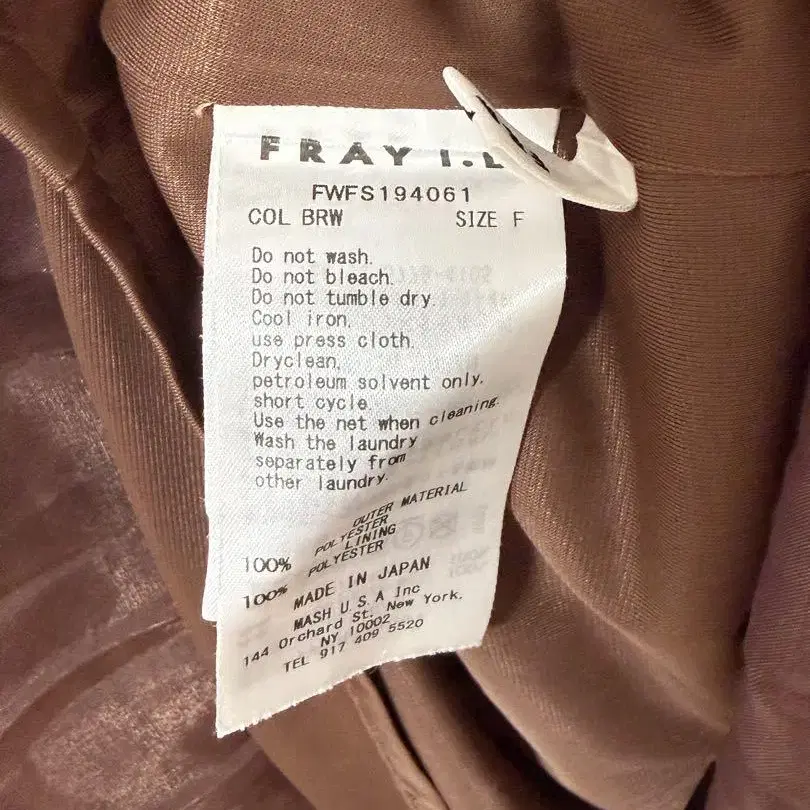 FRAY I.D
FWFS194061
COL BRW SIZE F
Do not wash.
Do not bleach.
Do not tumble dry.
Cool iron,
use press cloth.
Dryclean,
petroleum solvent only.
short cycle.
Use the net when cleaning.
Wash the laundry
separately from
other laundry.
OUTER MATERIAL
100% POLYESTER
LINING
100% POLYESTER
MADE IN JAPAN
MASH U.S.A Inc
144 Orchard St. New York,
NY 10002
TEL 917 409 5520